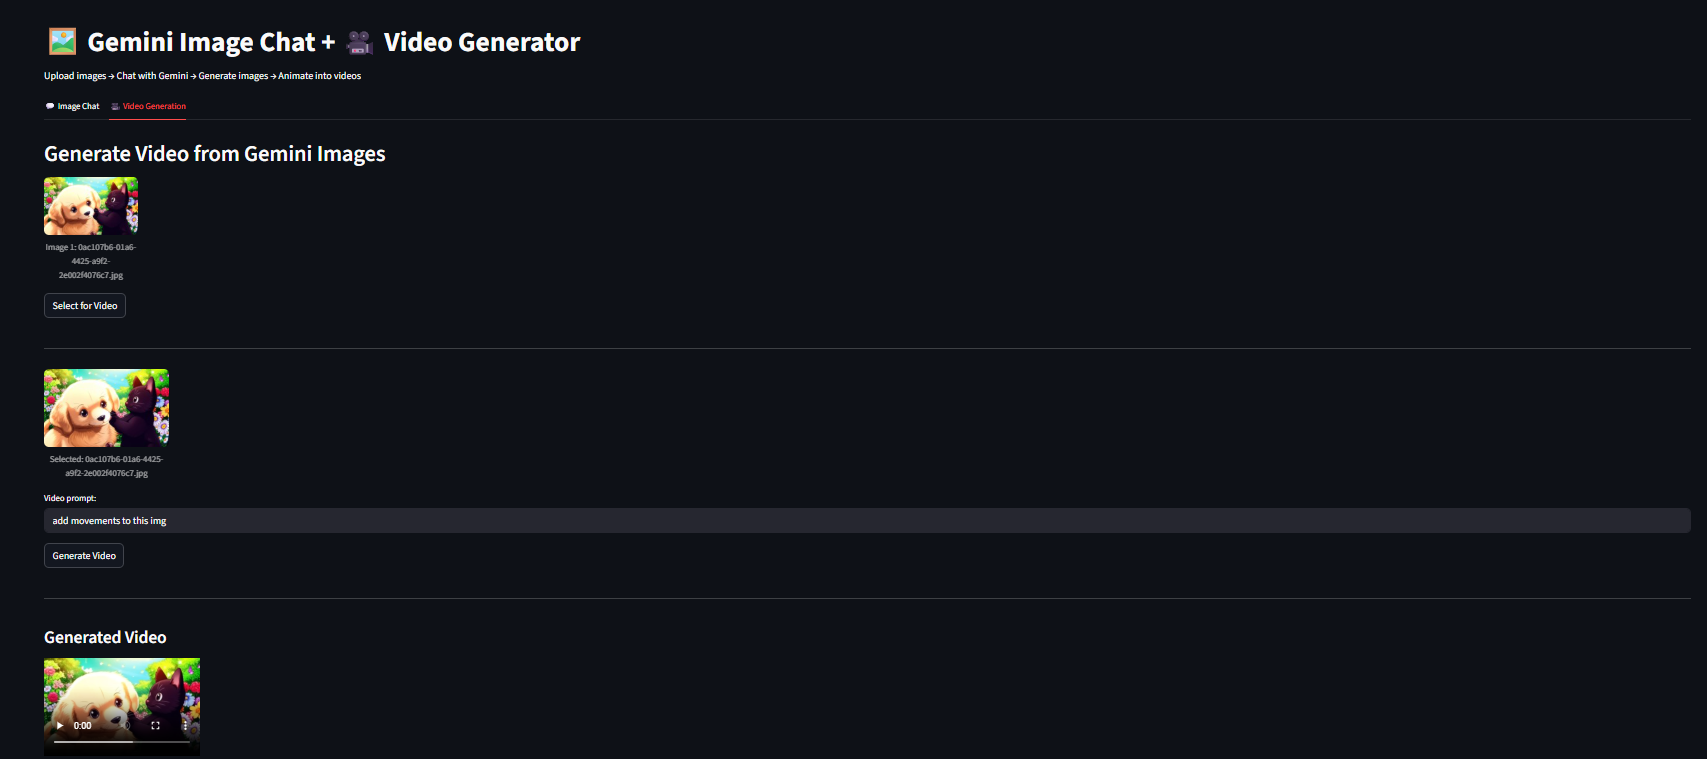 Gemini Image Chat + Video Generator
Upload images → Chat with Gemini → Generate images → Animate into videos
Image Chat
Video Generation
Generate Video from Gemini Images
Image 1: 0ac107b6-01a6-
4425-a9f2-
2e002f4076c7.jpg
Select for Video
Selected: 0ac107b6-01a6-4425-
a9f2-2e002f4076c7.jpg
Video prompt:
add movements to this img
Generate Video
Generated Video
0:00